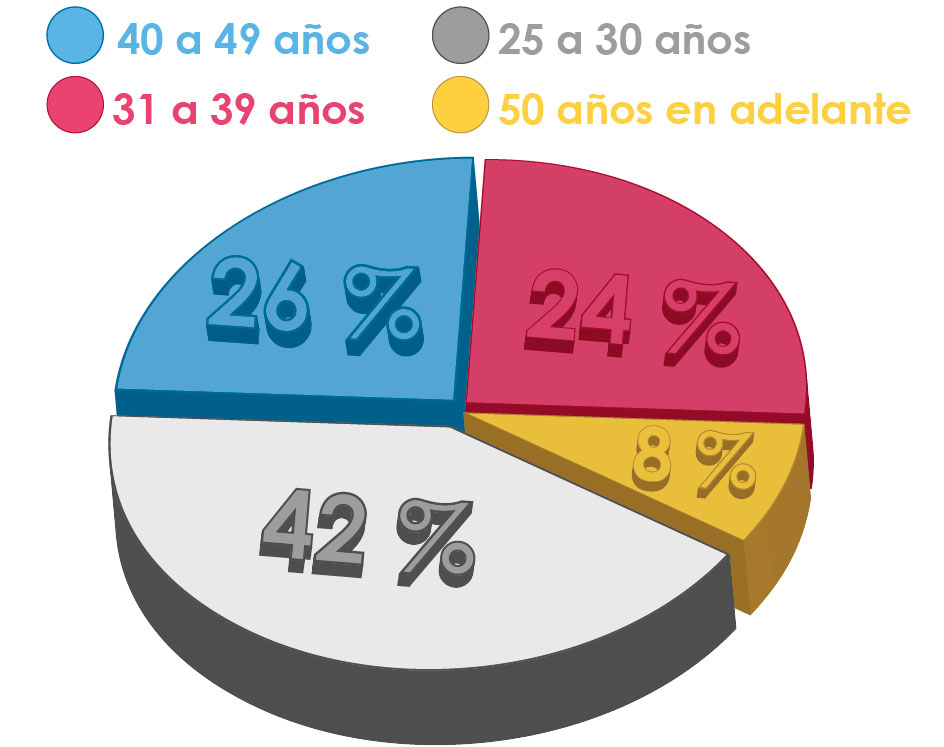 40 a 49 años
25 a 30 años
31 a 39 años
50 años en adelante
26 %
24 %
8 %
42 %